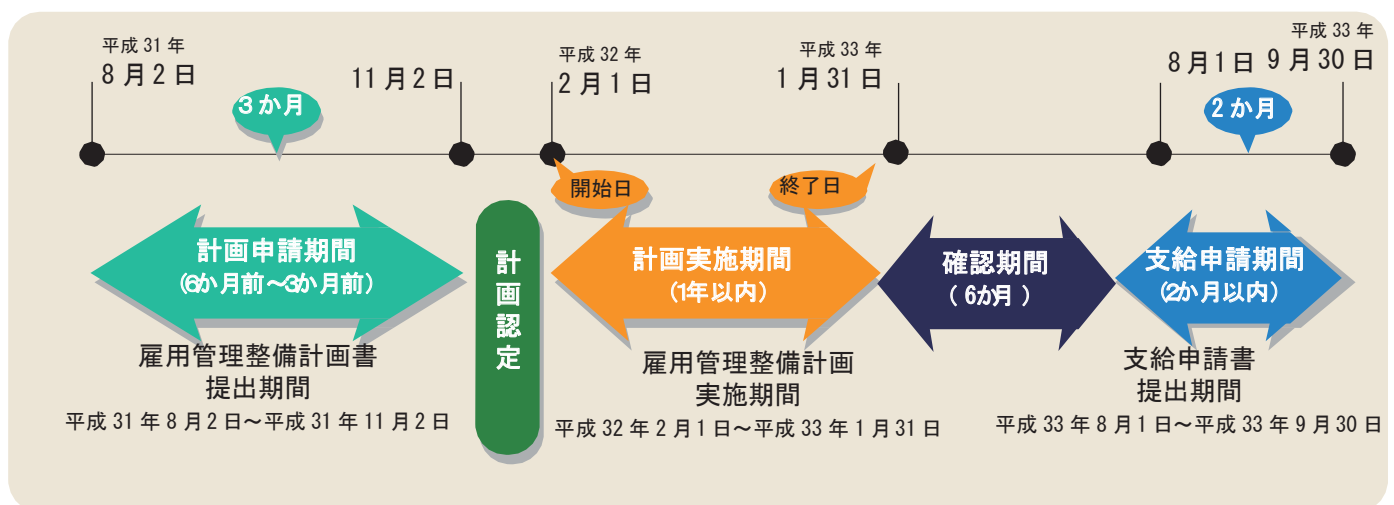 平成 31 年
8 月 2 日
11 月 2 日
平成 32 年
2 月 1 日
平成 33 年
1 月 31 日
8 月 1 日
平成 33 年
9 月 30 日
3 か月
2 か月
開始日
終了日
計画申請期間
(6か月前～3か月前)
計画認定
計画実施期間
(1年以内)
確認期間
( 6か月 )
支給申請期間
(2か月以内)
雇用管理整備計画書
提出期間
平成 31 年 8 月 2 日～平成 31 年 11 月 2 日
雇用管理整備計画
実施期間
平成 32 年 2 月 1 日～平成 33 年 1 月 31 日
支給申請書
提出期間
平成 33 年 8 月 1 日～平成 33 年 9 月 30 日